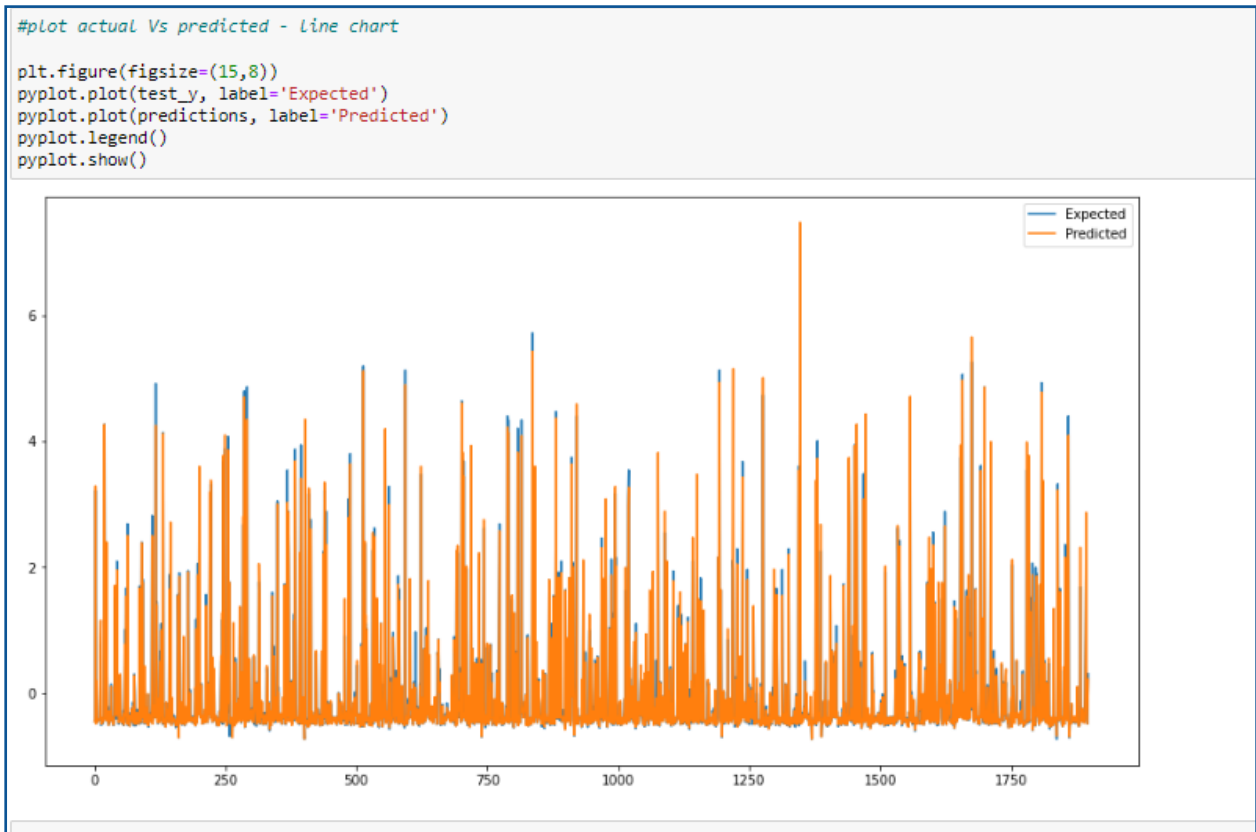 #plot actual Vs predicted - line chart
plt.figure(figsize=(15,8))
pyplot.plot(test_y, label='Expected')
pyplot.plot(predictions, label='Predicted')
pyplot.legend()
pyplot.show()
Expected
Predicted
6
4
2
0
0 250 500 750 1000 1250 1500 1750